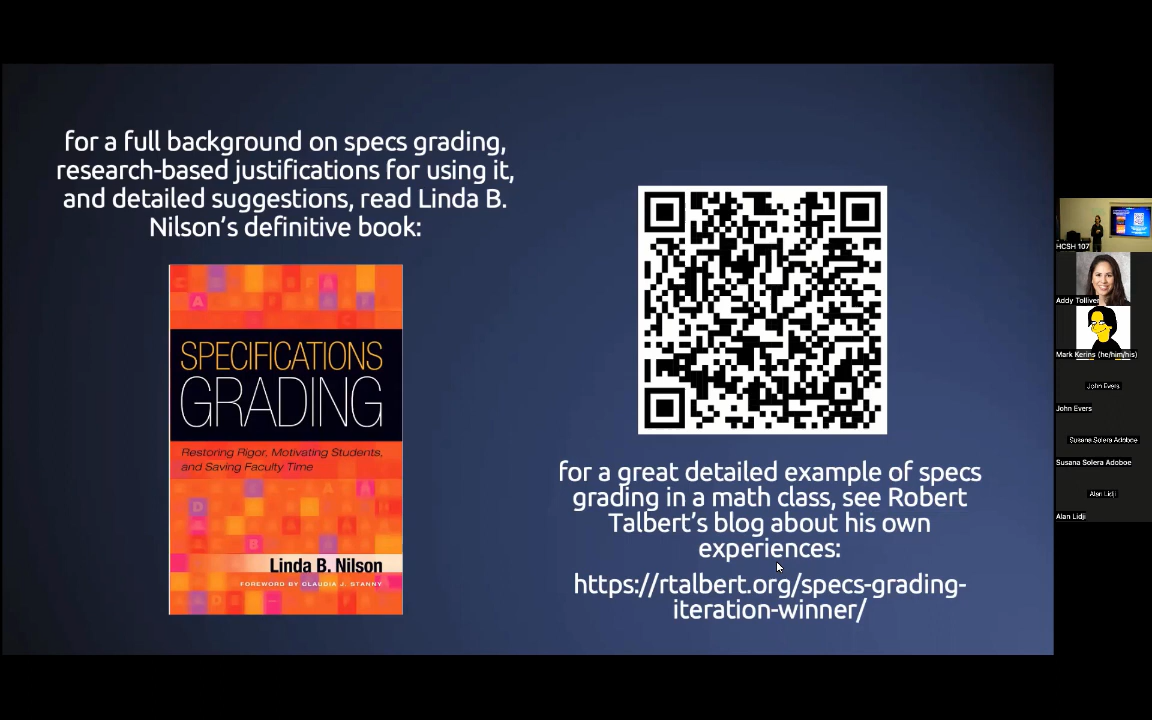 for a full background on specs grading,
research-based justifications for using it,
and detailed suggestions, read Linda B.
Nilson’s definitive book:
SPECIFICATIONS
GRADING
Restoring Rigor, Motivating Students,
and Saving Faculty Time
Linda B. Nilson
FOREWORD BY CLAUDIA J. STANNY
for a great detailed example of specs
grading in a math class, see Robert
Talbert’s blog about his own
experiences:
https://rtalbert.org/specs-grading-
iteration-winner/
HCSH 107
Addy Tolliver
Mark Kerins (he/him/his)
John Evers
John Evers
Susana Solera Adoboe
Susana Solera Adoboe
Alan Lidji
Alan Lidji